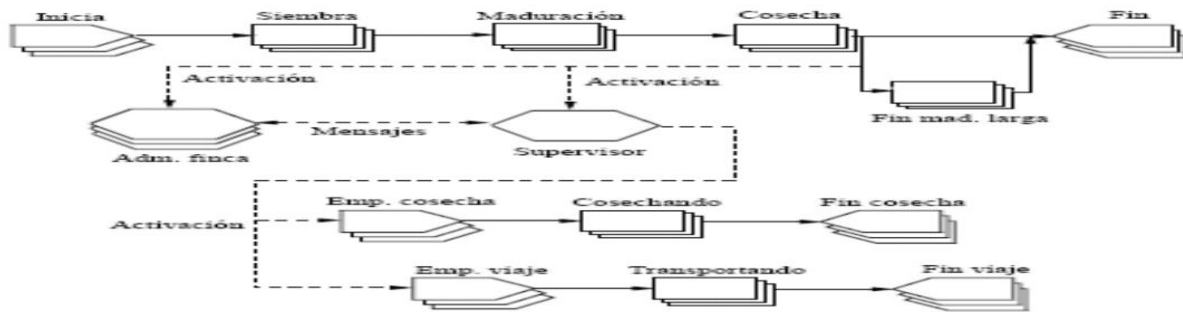 Inicia
Siembra
Maduración
Cosecha
Fin
Activación
Activación
Fin mad. larga
Mensajes
Adm. finca
Supervisor
Emp. cosecha
Cosechando
Fin cosecha
Activación
Emp. viaje
Transportando
Fin viaje